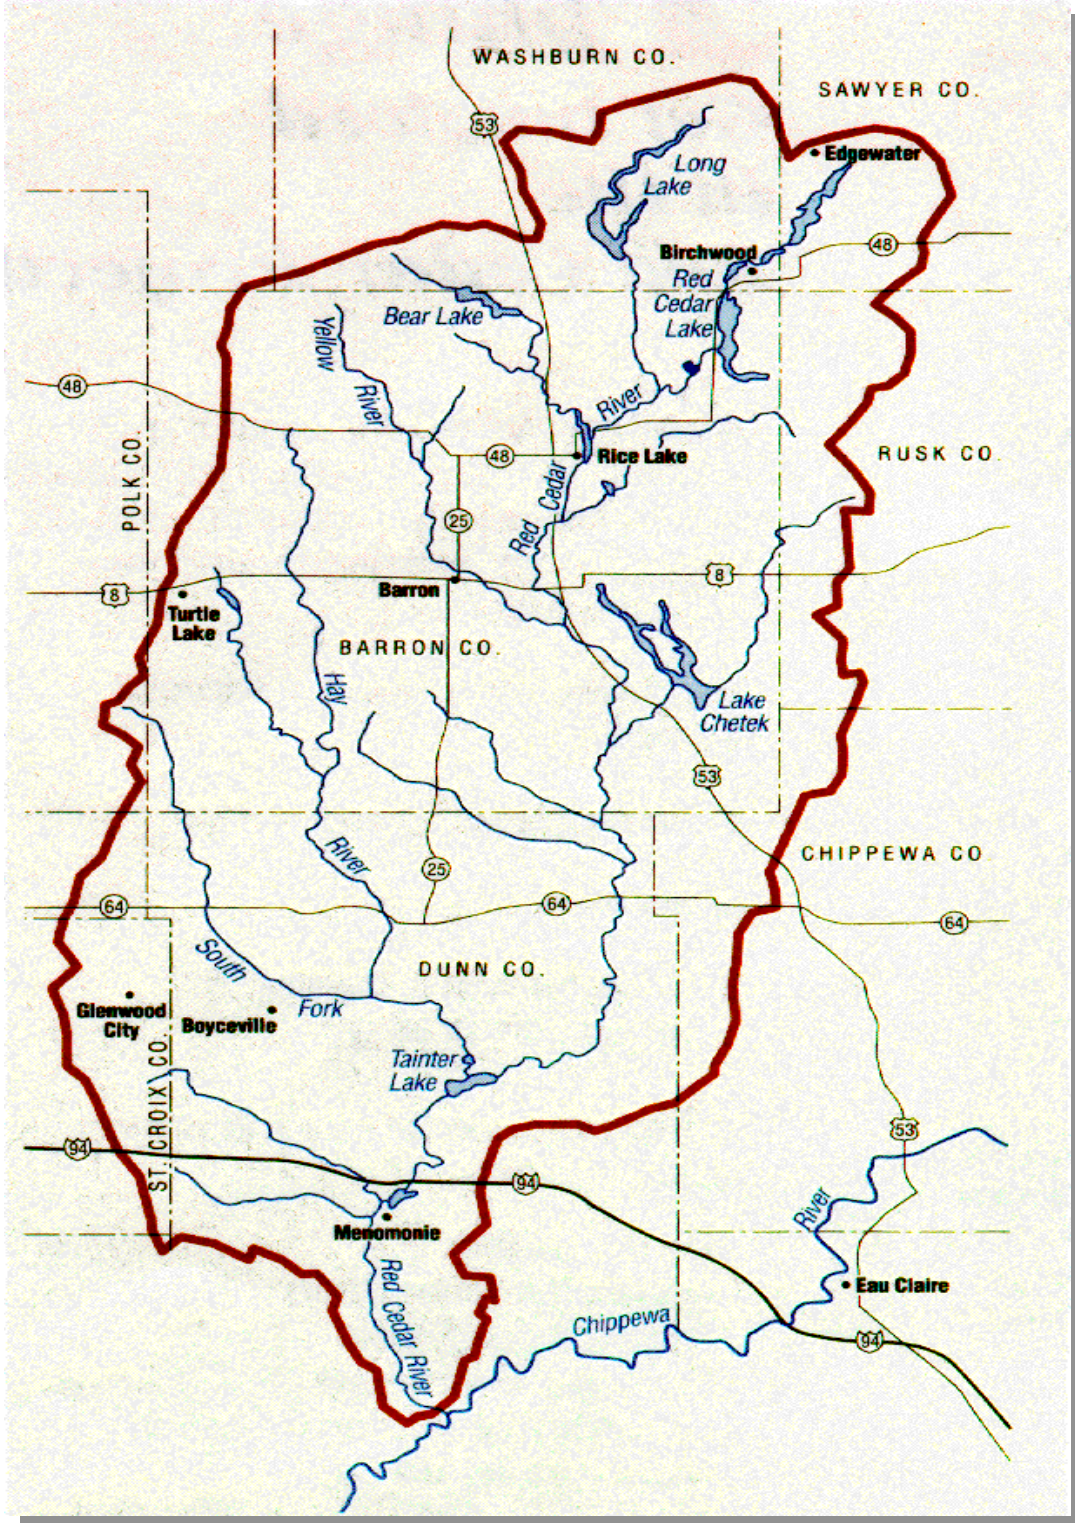 WASHBURN CO.
SAWYER CO.
53
Edgewater
Long
Lake
Birchwood
48
Red
Cedar
Lake
Bear Lake
Yellow
River
48
River
POLK CO.
48
Rice Lake
RUSK CO.
Red Cedar
25
8
8
Barron
Turtle
Lake
BARRON CO.
Hay
Lake
Chetek
53
River
CHIPPEWA CO
25
64
64
64
South
Fork
DUNN CO.
Glenwood
City
Boyceville
ST. CROIX CO.
Tainter
Lake
53
94
94
River
Menomonie
Red Cedar River
Eau Claire
Chippewa
94